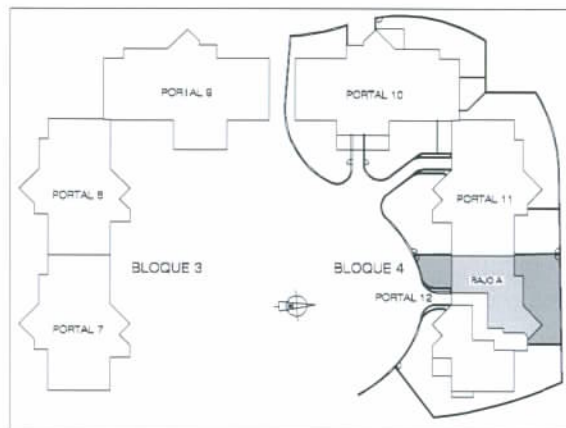 PORTAL 9
PORTAL 10
PORTAL 8
PORTAL 11
BLOQUE 3
BLOQUE 4
BAJO A
PORTAL 12
PORTAL 7